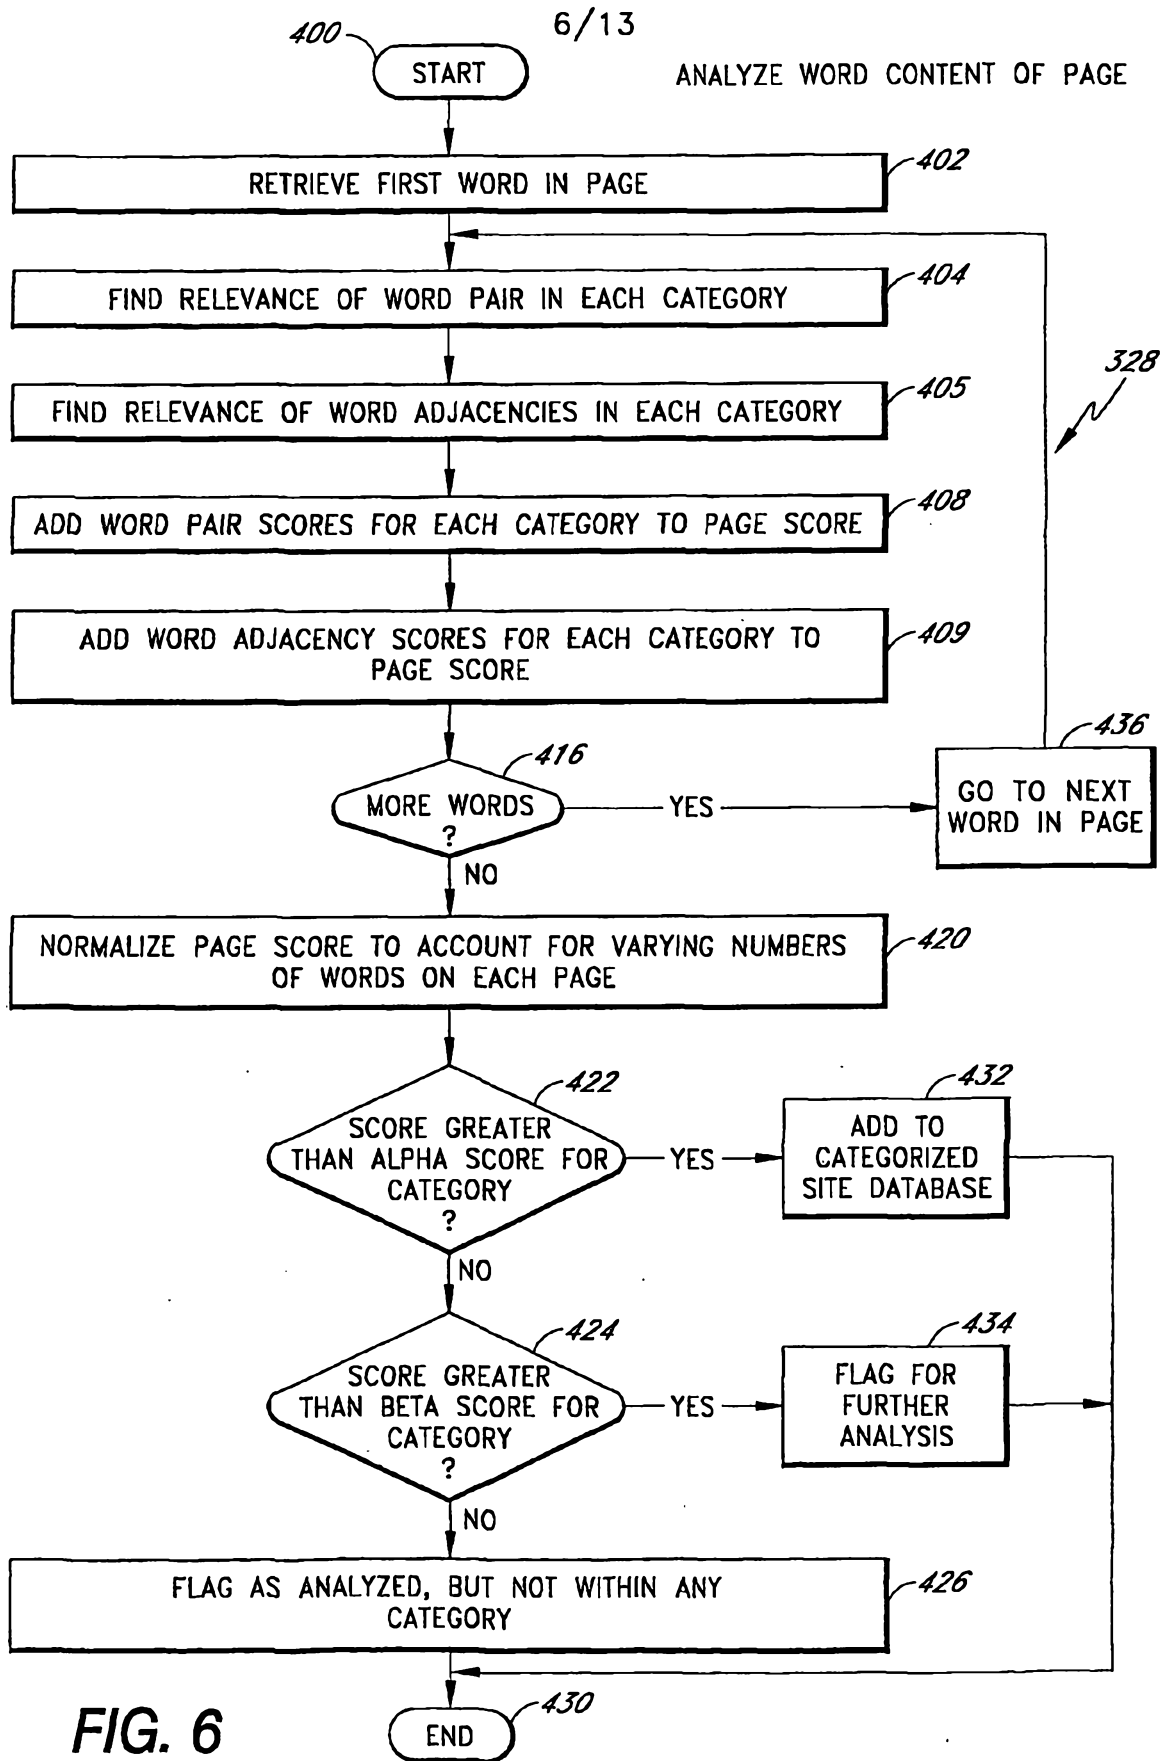 6/13
400
START
ANALYZE WORD CONTENT OF PAGE
402
RETRIEVE FIRST WORD IN PAGE
404
FIND RELEVANCE OF WORD PAIR IN EACH CATEGORY
328
405
FIND RELEVANCE OF WORD ADJACENCIES IN EACH CATEGORY
408
ADD WORD PAIR SCORES FOR EACH CATEGORY TO PAGE SCORE
409
ADD WORD ADJACENCY SCORES FOR EACH CATEGORY TO
PAGE SCORE
416
MORE WORDS
?
YES
NO
436
GO TO NEXT
WORD IN PAGE
420
NORMALIZE PAGE SCORE TO ACCOUNT FOR VARYING NUMBERS
OF WORDS ON EACH PAGE
422
SCORE GREATER
THAN ALPHA SCORE FOR
CATEGORY
?
YES
NO
432
ADD TO
CATEGORIZED
SITE DATABASE
424
SCORE GREATER
THAN BETA SCORE FOR
CATEGORY
?
YES
NO
434
FLAG FOR
FURTHER
ANALYSIS
426
FLAG AS ANALYZED, BUT NOT WITHIN ANY
CATEGORY
430
END
FIG. 6